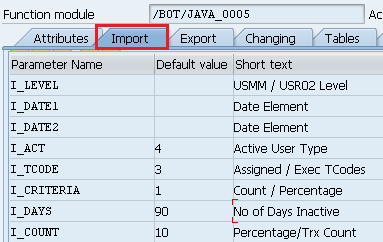 Function module /BOT/JAVA_0005 Ac
Attributes Import Export Changing Tables
Parameter Name Default value Short text
I_LEVEL USMM / USR02 Level
I_DATE1 Date Element
I_DATE2 Date Element
I_ACT 4 Active User Type
I_TCODE 3 Assigned / Exec TCodes
I_CRITERIA 1 Count / Percentage
I_DAYS 90 No of Days Inactive
I_COUNT 10 Percentage/Trx Count